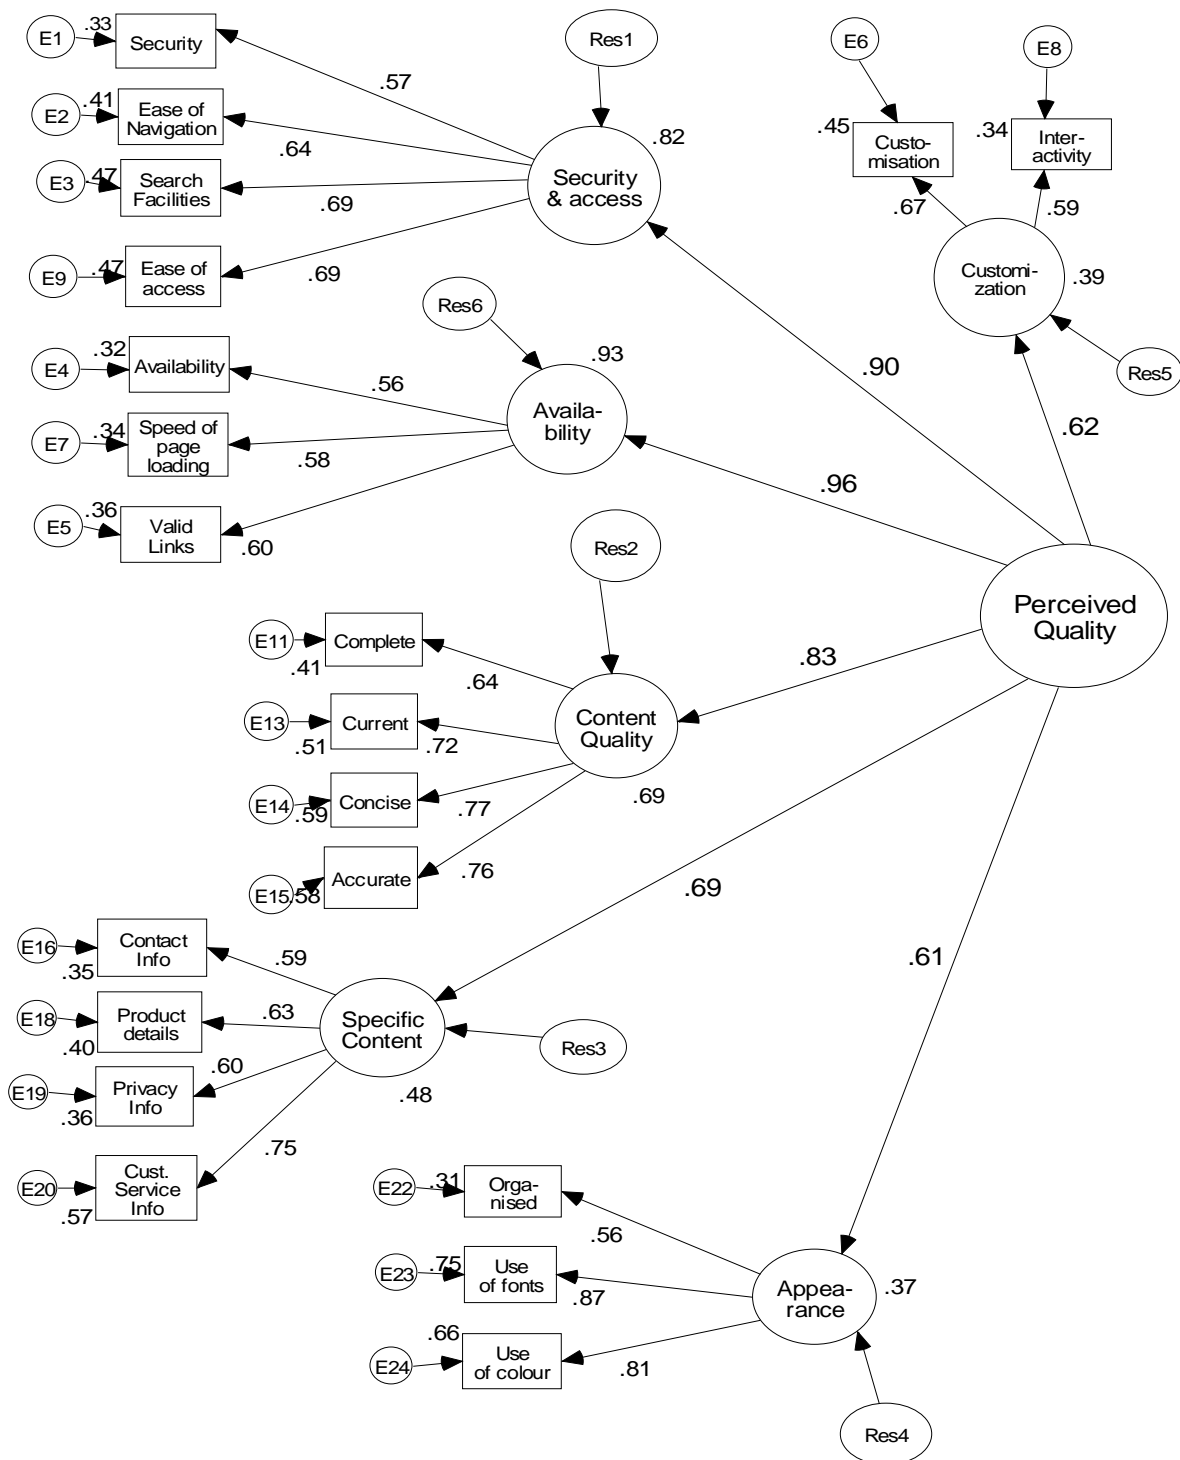 E1
.33
Security
Res1
E6
E8
.57
E2
.41
Ease of
Navigation
.64
.82
.45
Custo-
misation
.34
Inter-
activity
E3
.47
Search
Facilities
.69
Security
& access
.67
.59
E9
.47
Ease of
access
.69
Customi-
zation
.39
Res6
E4
.32
Availability
.56
.93
.90
Res5
E7
.34
Speed of
page
loading
.58
Availa-
bility
.62
E5
.36
Valid
Links
.60
.96
Res2
Perceived
Quality
E11
.41
Complete
.64
.83
E13
.51
Current
.72
Content
Quality
E14
.59
Concise
.77
.69
E15
.58
Accurate
.76
.69
E16
.35
Contact
Info
.59
.61
E18
.40
Product
details
.63
Specific
Content
Res3
E19
.36
Privacy
Info
.60
.48
E20
.57
Cust.
Service
Info
.75
E22
.31
Orga-
nised
.56
E23
.75
Use
of fonts
.87
Appea-
rance
.37
E24
.66
Use
of colour
.81
Res4